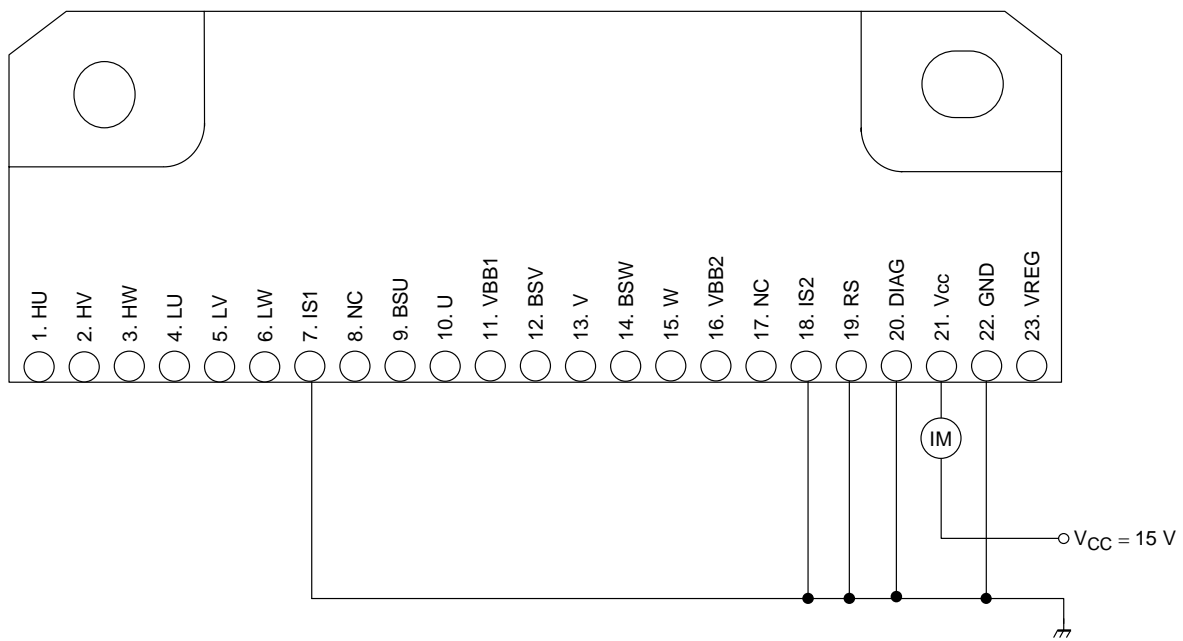 1. HU
2. HV
3. HW
4. LU
5. LV
6. LW
7. IS1
8. NC
9. BSU
10. U
11. VBB1
12. BSV
13. V
14. BSW
15. W
16. VBB2
17. NC
18. IS2
19. RS
20. DIAG
21. Vcc
22. GND
23. VREG
IM
VCC = 15 V